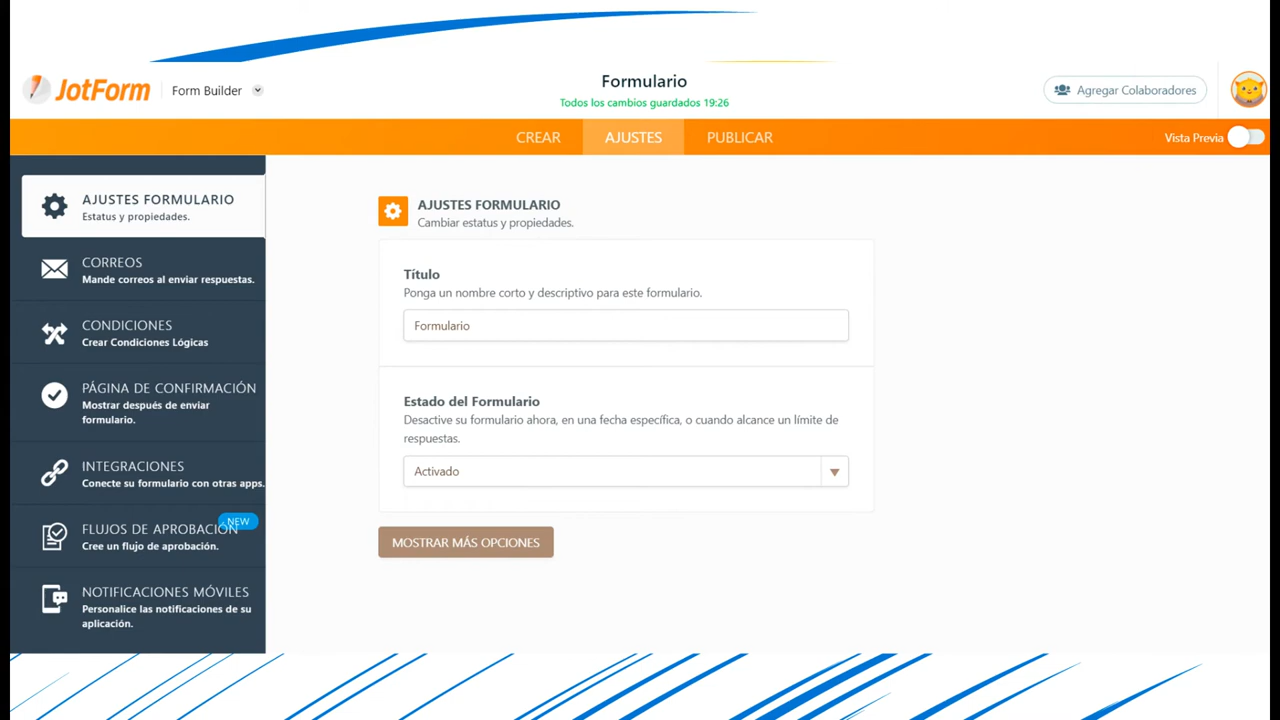 JotForm
Form Builder
Formulario
Todos los cambios guardados 19:26
Agregar Colaboradores
CREAR
AJUSTES
PUBLICAR
Vista Previa
AJUSTES FORMULARIO
Estatus y propiedades.
CORREOS
Mande correos al enviar respuestas.
CONDICIONES
Crear Condiciones Lógicas
PÁGINA DE CONFIRMACIÓN
Mostrar después de enviar
formulario.
INTEGRACIONES
Conecte su formulario con otras apps.
FLUJOS DE APROBACIÓN
NEW
Cree un flujo de aprobación.
NOTIFICACIONES MÓVILES
Personalice las notificaciones de su
aplicación.
AJUSTES FORMULARIO
Cambiar estatus y propiedades.
Título
Ponga un nombre corto y descriptivo para este formulario.
Formulario
Estado del Formulario
Desactive su formulario ahora, en una fecha específica, o cuando alcance un límite de
respuestas.
Activado
MOSTRAR MÁS OPCIONES